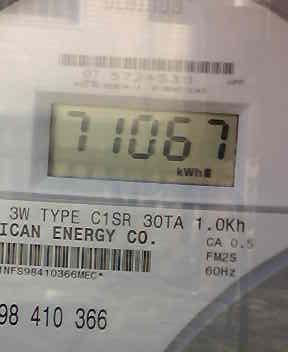 71067
kWh
3W TYPE C1SR 30TA 1.0Kh
ICAN ENERGY CO.
CA 0.5
FM2S
60Hz
1NFS98410366MEC*
98 410 366